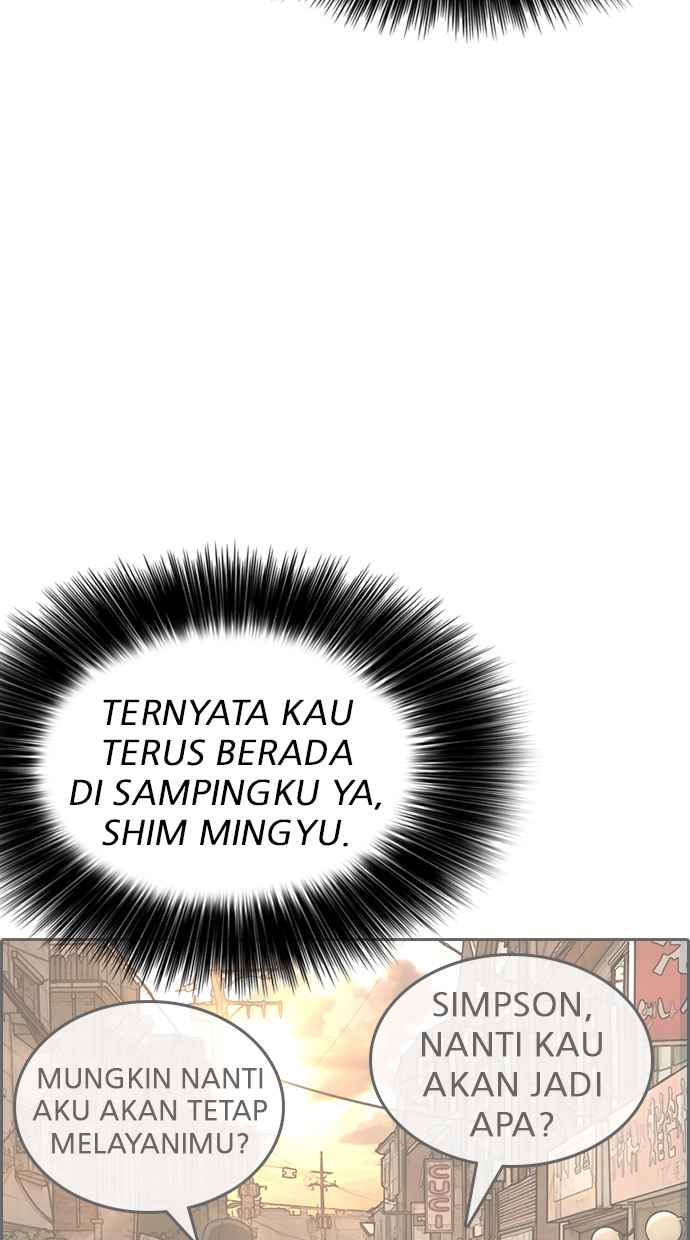 TERNYATA KAU
TERUS BERADA
DI SAMPINGKU YA,
SHIM MINGYU.
SIMPSON,
NANTI KAU
AKAN JADI
APA?
MUNGKIN NANTI
AKU AKAN TETAP
MELAYANIMU?